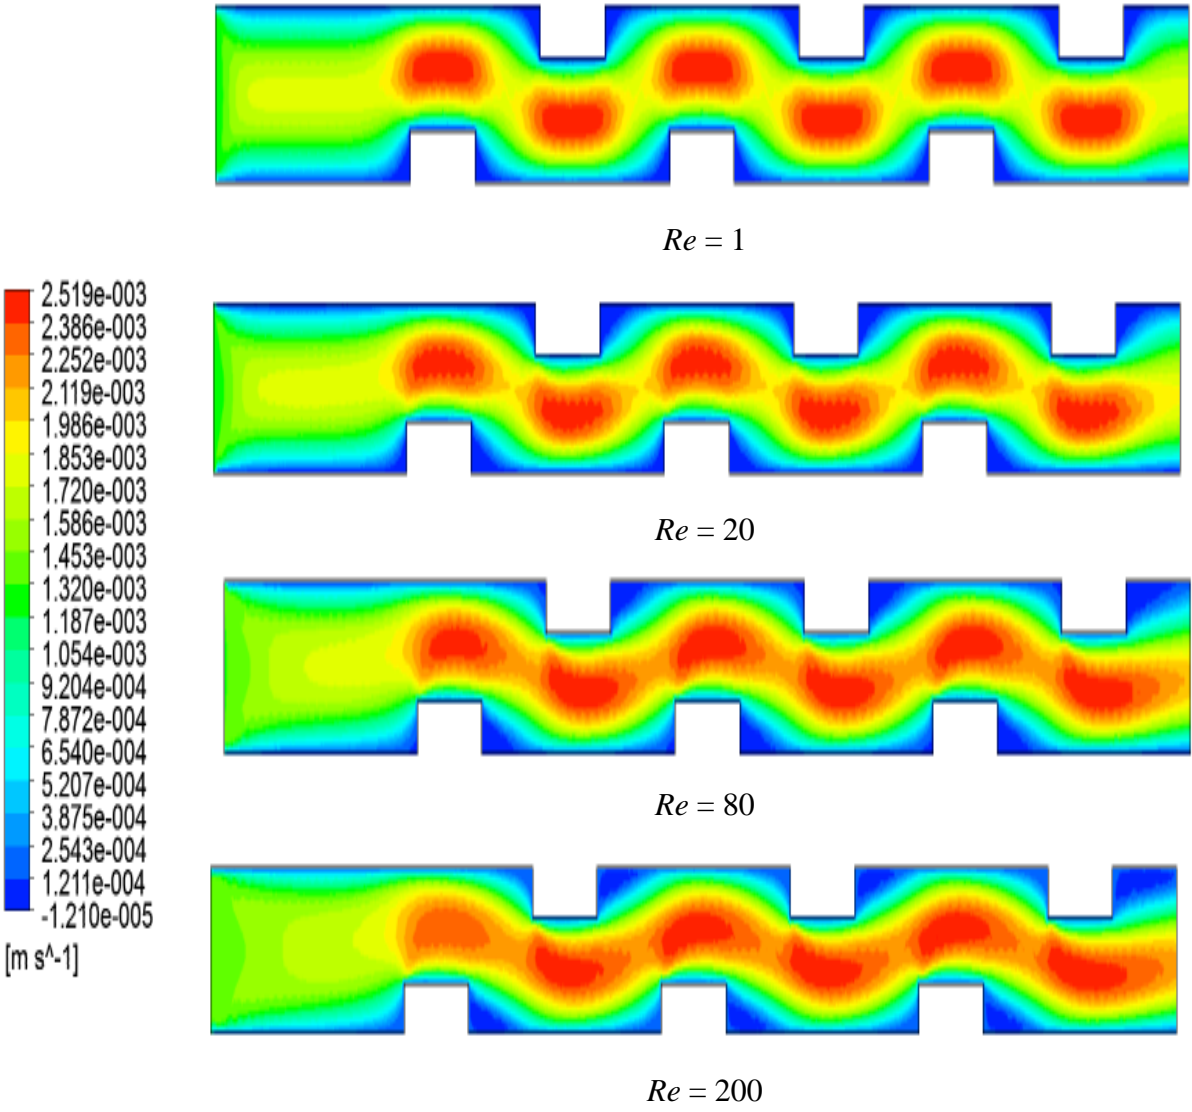 Re = 1
2.519e-003
2.386e-003
2.252e-003
2.119e-003
1.986e-003
1.853e-003
1.720e-003
1.586e-003
1.453e-003
1.320e-003
1.187e-003
1.054e-003
9.204e-004
7.872e-004
6.540e-004
5.207e-004
3.875e-004
2.543e-004
1.211e-004
-1.210e-005
[m s^-1]
Re = 20
Re = 80
Re = 200